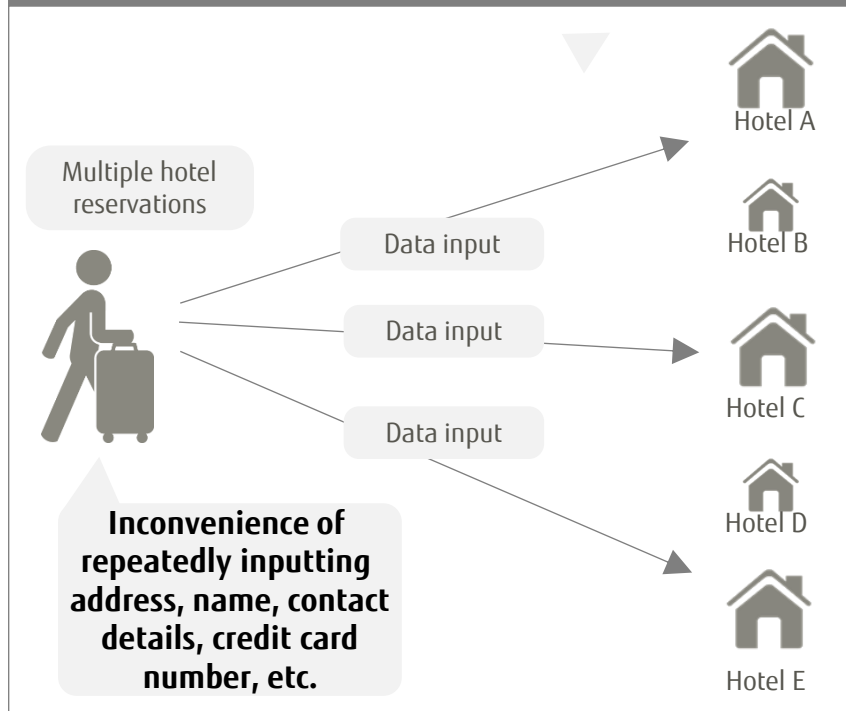 Hotel A
Multiple hotel
reservations
Hotel B
Data input
Data input
Hotel C
Data input
Hotel D
Inconvenience of
repeatedly inputting
address, name, contact
details, credit card
number, etc.
Hotel E